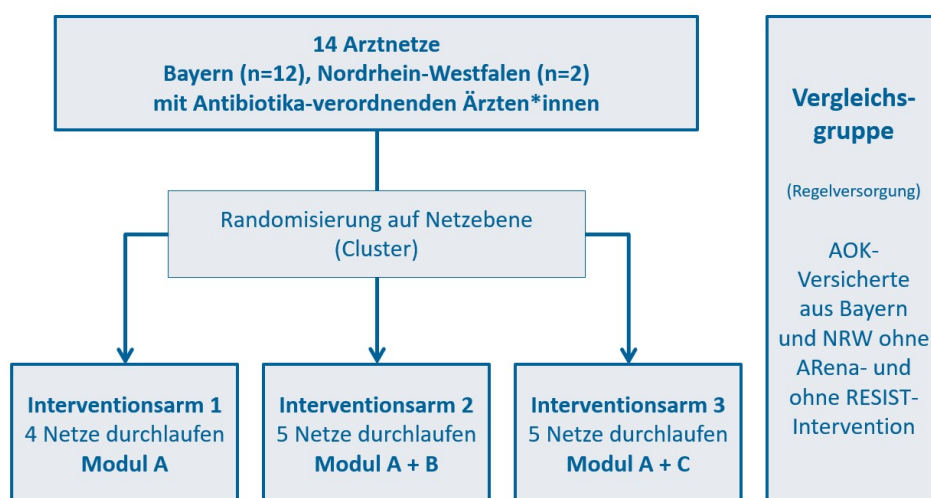 14 Arztnetze
Bayern (n=12), Nordrhein-Westfalen (n=2)
mit Antibiotika-verordnenden Ärzten*innen
Randomisierung auf Netzebene
(Cluster)
Interventionsarm 1
4 Netze durchlaufen
Modul A
Interventionsarm 2
5 Netze durchlaufen
Modul A + B
Interventionsarm 3
5 Netze durchlaufen
Modul A + C
Vergleichs-
gruppe
(Regelversorgung)
AOK-
Versicherte
aus Bayern
und NRW ohne
ARena- und
ohne RESIST-
Intervention